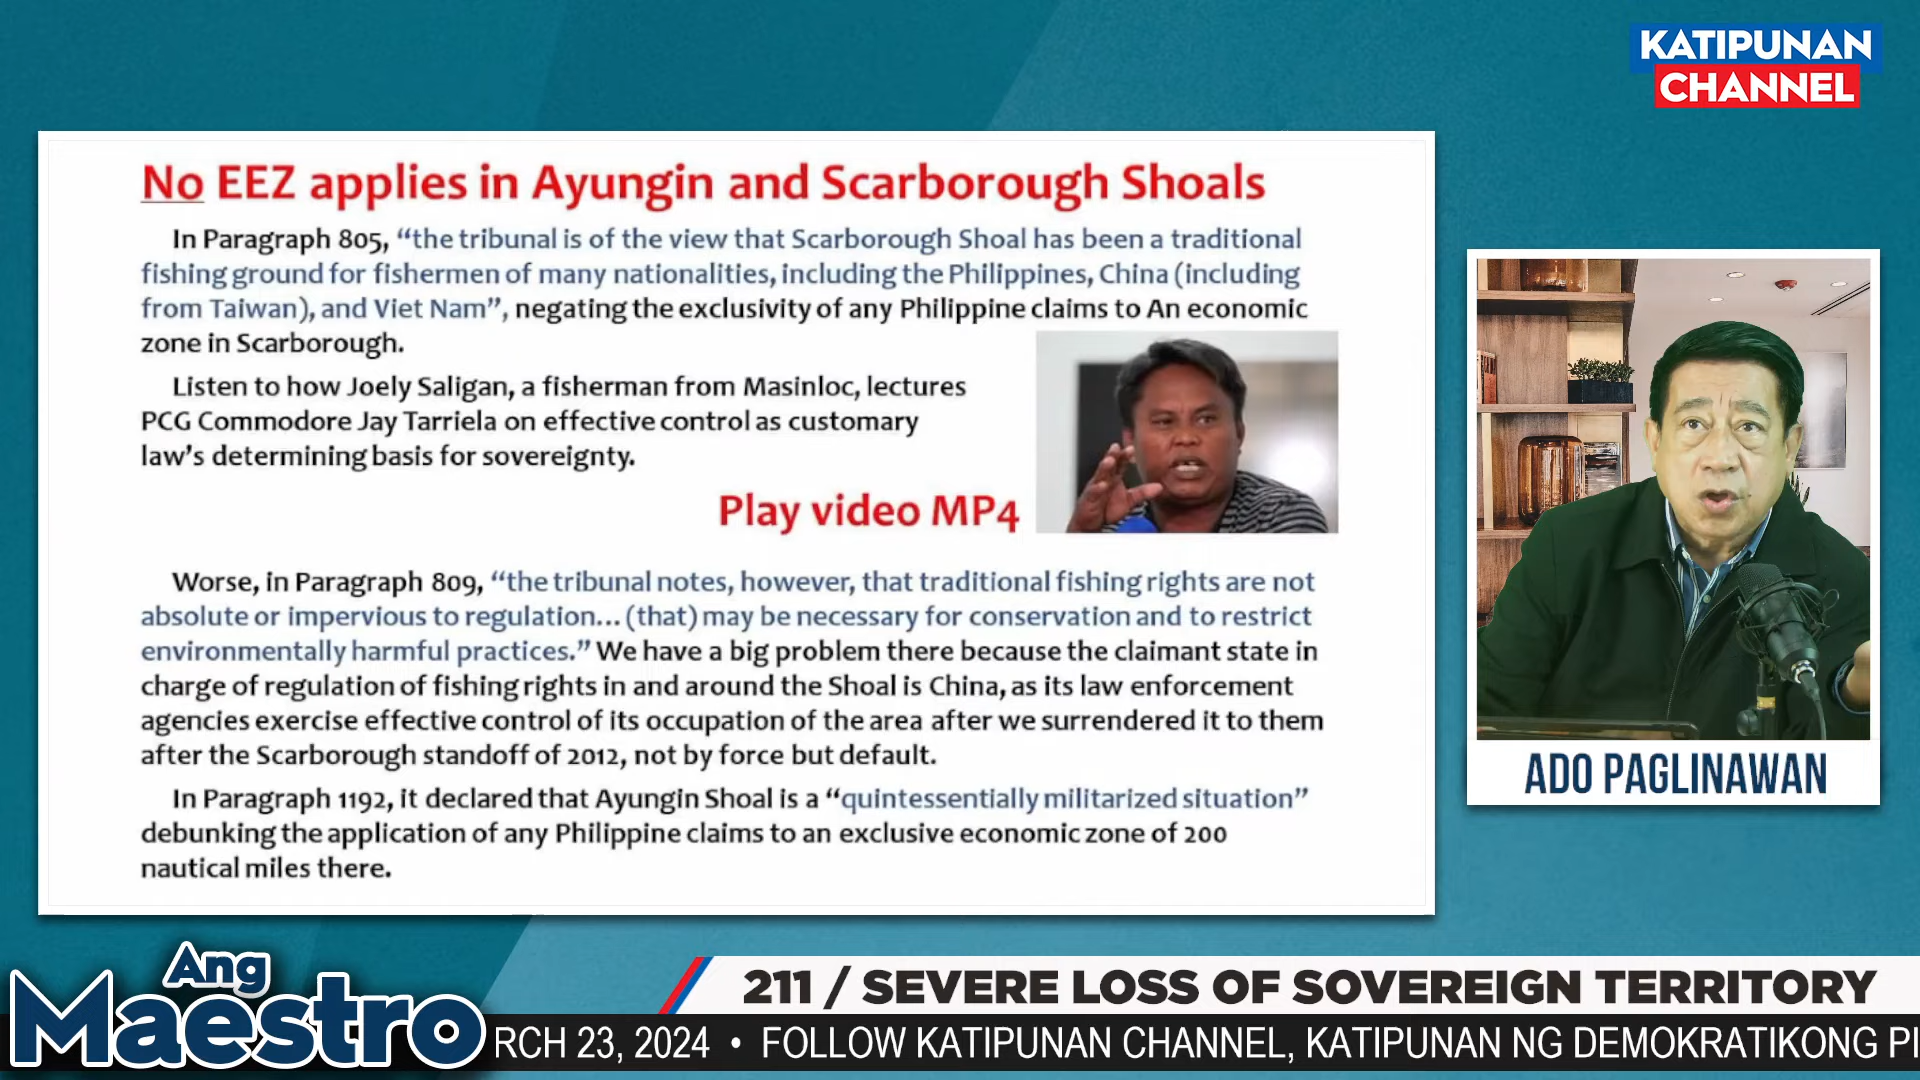 KATIPUNAN
CHANNEL
No EEZ applies in Ayungin and Scarborough Shoals
In Paragraph 805, “the tribunal is of the view that Scarborough Shoal has been a traditional
fishing ground for fishermen of many nationalities, including the Philippines, China (including
from Taiwan), and Viet Nam”, negating the exclusivity of any Philippine claims to An economic
zone in Scarborough.
Listen to how Joely Saligan, a fisherman from Masinloc, lectures
PCG Commodore Jay Tarriela on effective control as customary
law’s determining basis for sovereignty.
Play video MP4
Worse, in Paragraph 809, “the tribunal notes, however, that traditional fishing rights are not
absolute or impervious to regulation... (that) may be necessary for conservation and to restrict
environmentally harmful practices.” We have a big problem there because the claimant state in
charge of regulation of fishing rights in and around the Shoal is China, as its law enforcement
agencies exercise effective control of its occupation of the area after we surrendered it to them
after the Scarborough standoff of 2012, not by force but default.
In Paragraph 1192, it declared that Ayungin Shoal is a “quintessentially militarized situation”
debunking the application of any Philippine claims to an exclusive economic zone of 200
nautical miles there.
ADO PAGLINAWAN
Ang
Maestro
211 / SEVERE LOSS OF SOVEREIGN TERRITORY
RCH 23, 2024 • FOLLOW KATIPUNAN CHANNEL, KATIPUNAN NG DEMOKRATIKONG PI